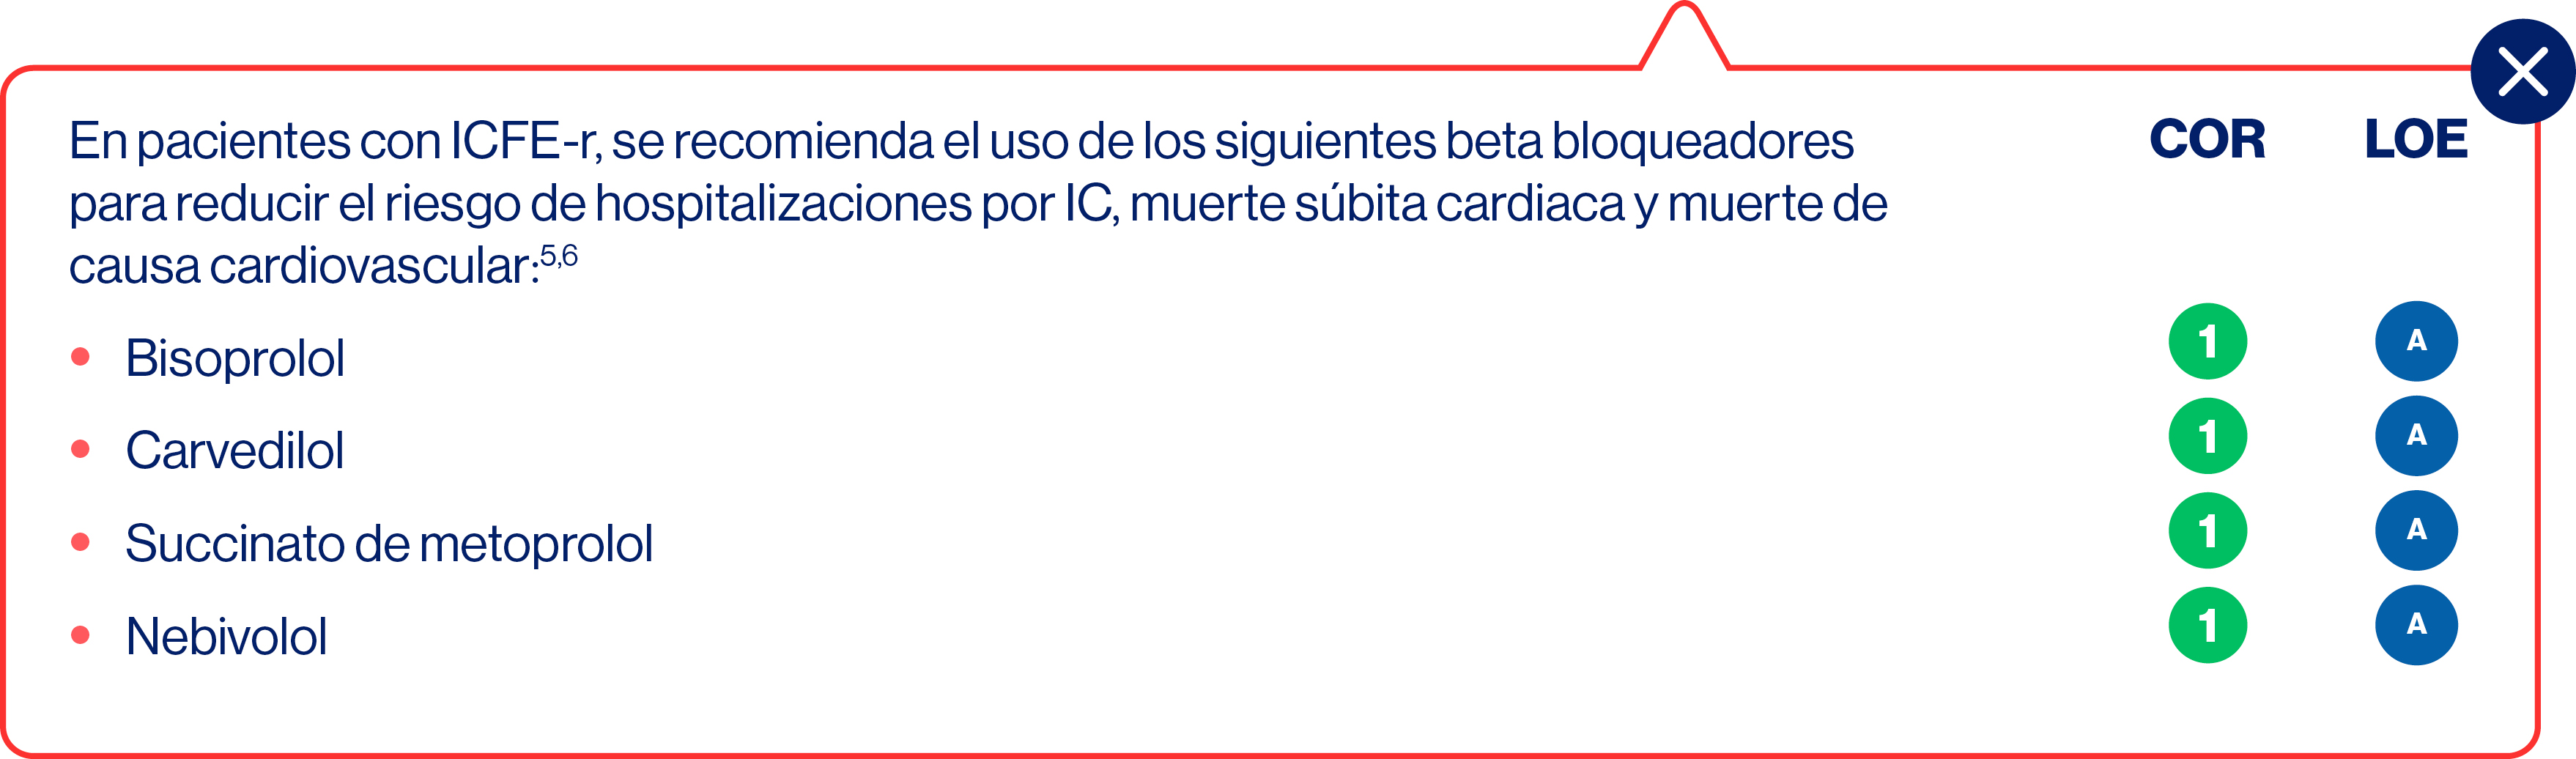 En pacientes con ICFE-r, se recomienda el uso de los siguientes beta bloqueadores COR LOE
para reducir el riesgo de hospitalizaciones por IC, muerte súbita cardiaca y muerte de
causa cardiovascular:5,6
• Bisoprolol 1 A
• Carvedilol 1 A
• Succinato de metoprolol 1 A
• Nebivolol 1 A